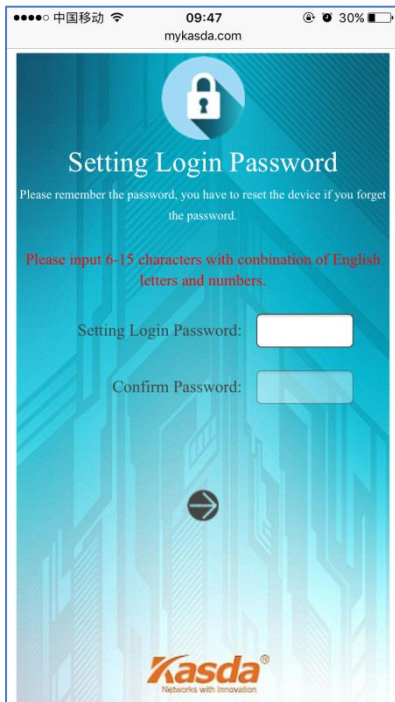 中国移动 09:47 30%
mykasda.com
Setting Login Password
Please remember the password, you have to reset the device if you forget
the password.
Please input 6-15 characters with conbination of English
letters and numbers.
Setting Login Password:
Confirm Password:
Kasda®
Networks with Innovation